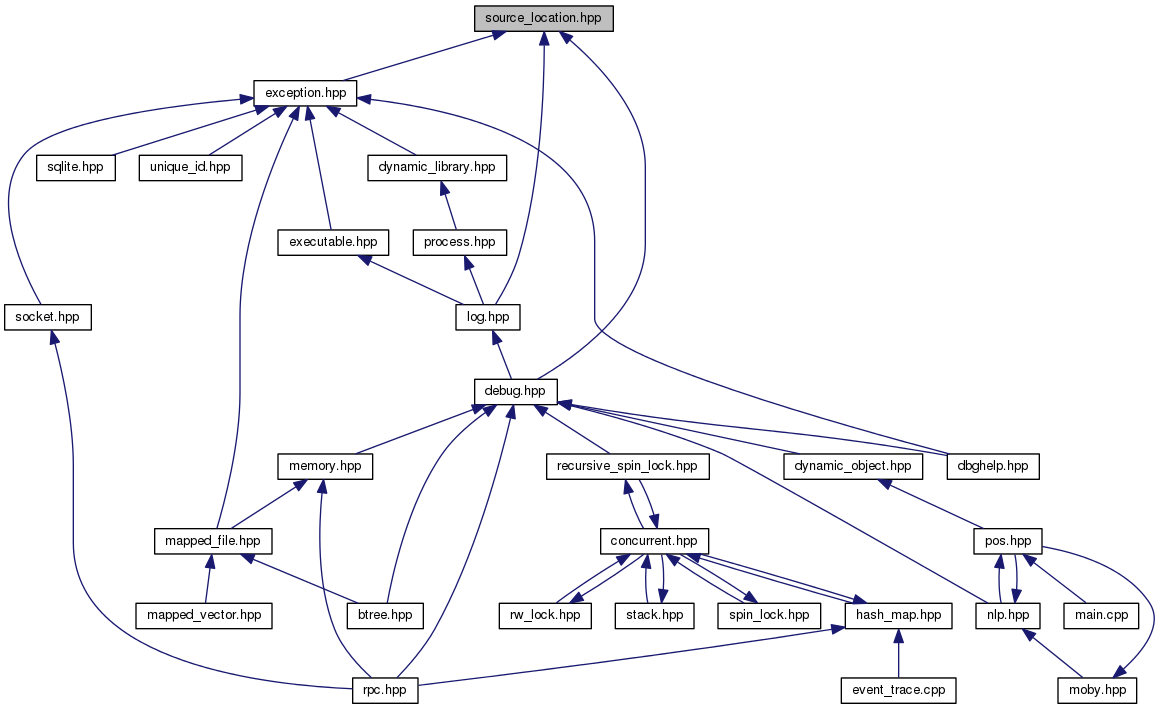 source_location.hpp
exception.hpp
sqlite.hpp
unique_id.hpp
dynamic_library.hpp
executable.hpp
process.hpp
socket.hpp
log.hpp
debug.hpp
memory.hpp
recursive_spin_lock.hpp
dynamic_object.hpp
dbghelp.hpp
mapped_file.hpp
concurrent.hpp
pos.hpp
mapped_vector.hpp
btree.hpp
rw_lock.hpp
stack.hpp
spin_lock.hpp
hash_map.hpp
nlp.hpp
main.cpp
rpc.hpp
event_trace.cpp
moby.hpp